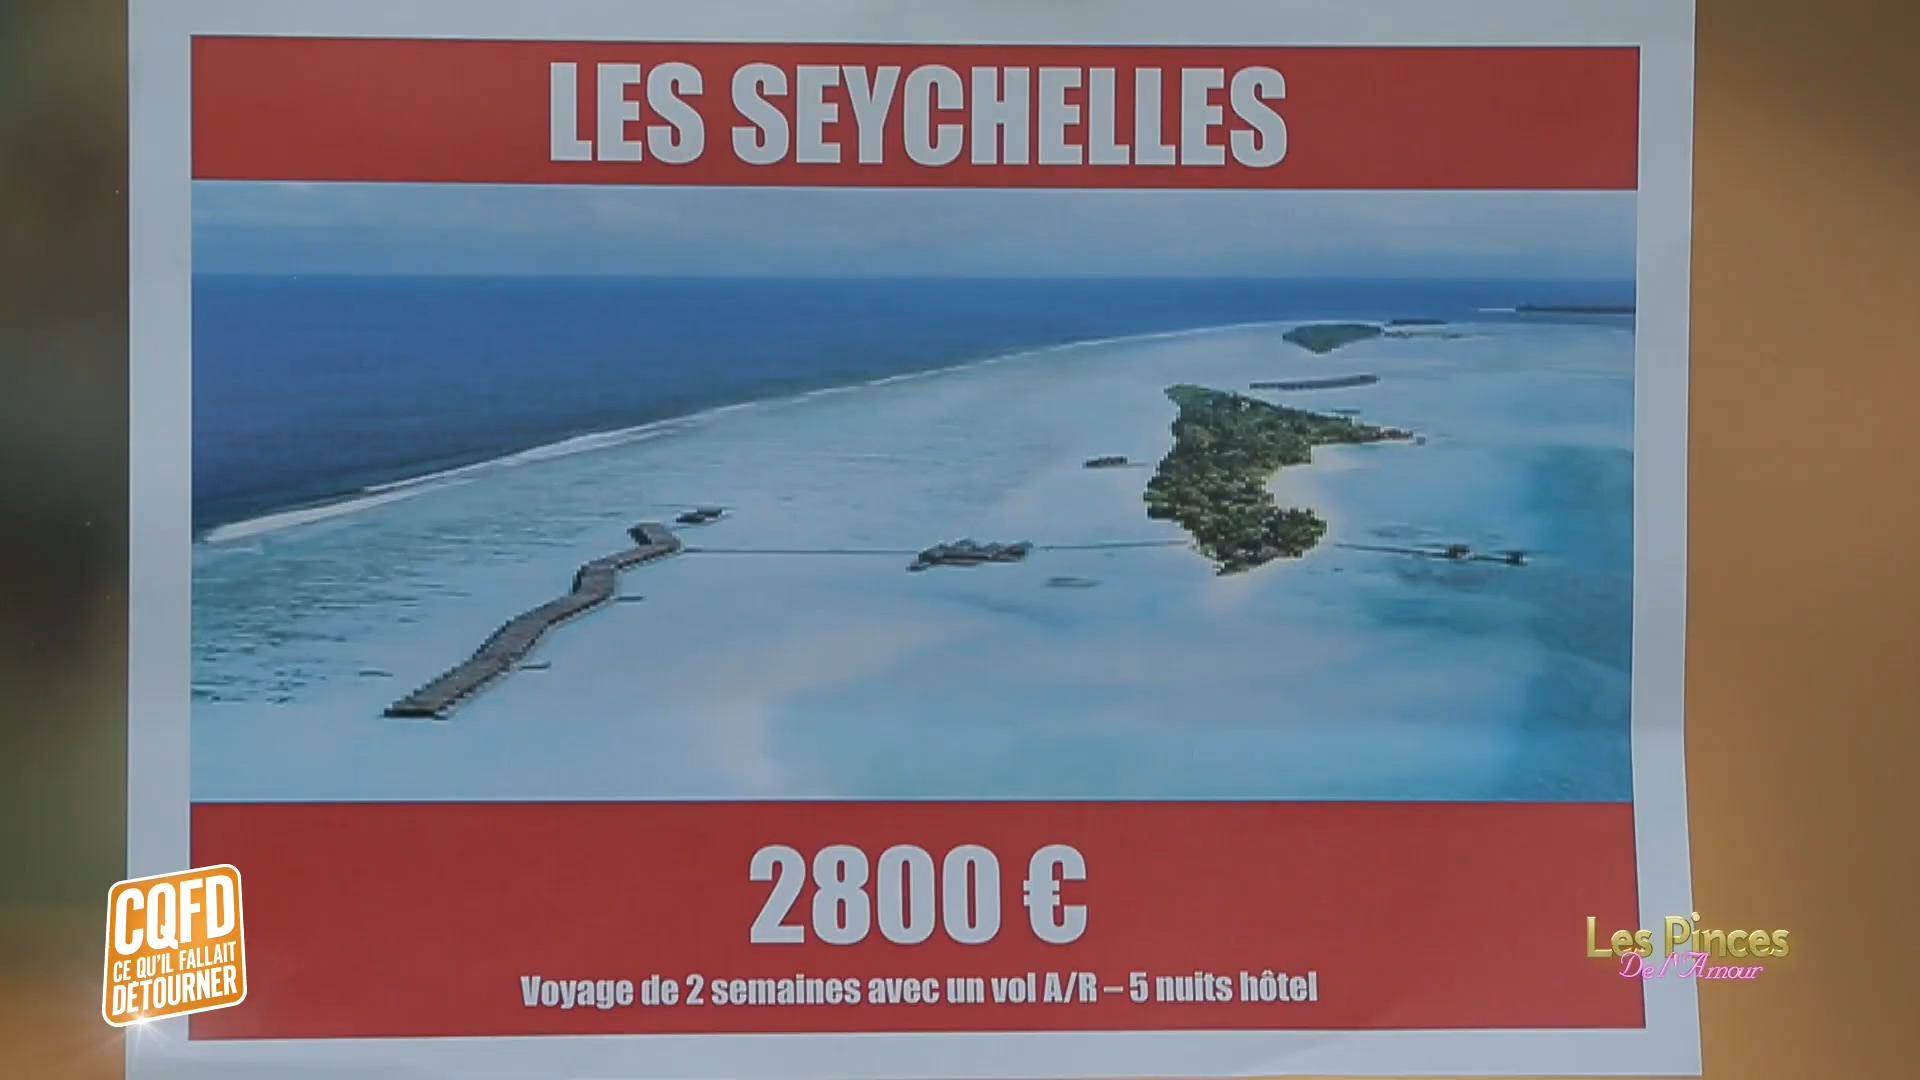 LES SEYCHELLES
2800 €
Voyage de 2 semaines avec un vol A/R – 5 nuits hôtel
CQFD
CE QU'IL FALLAIT
DÉTOURNER
Les Pinces
De l'Amour